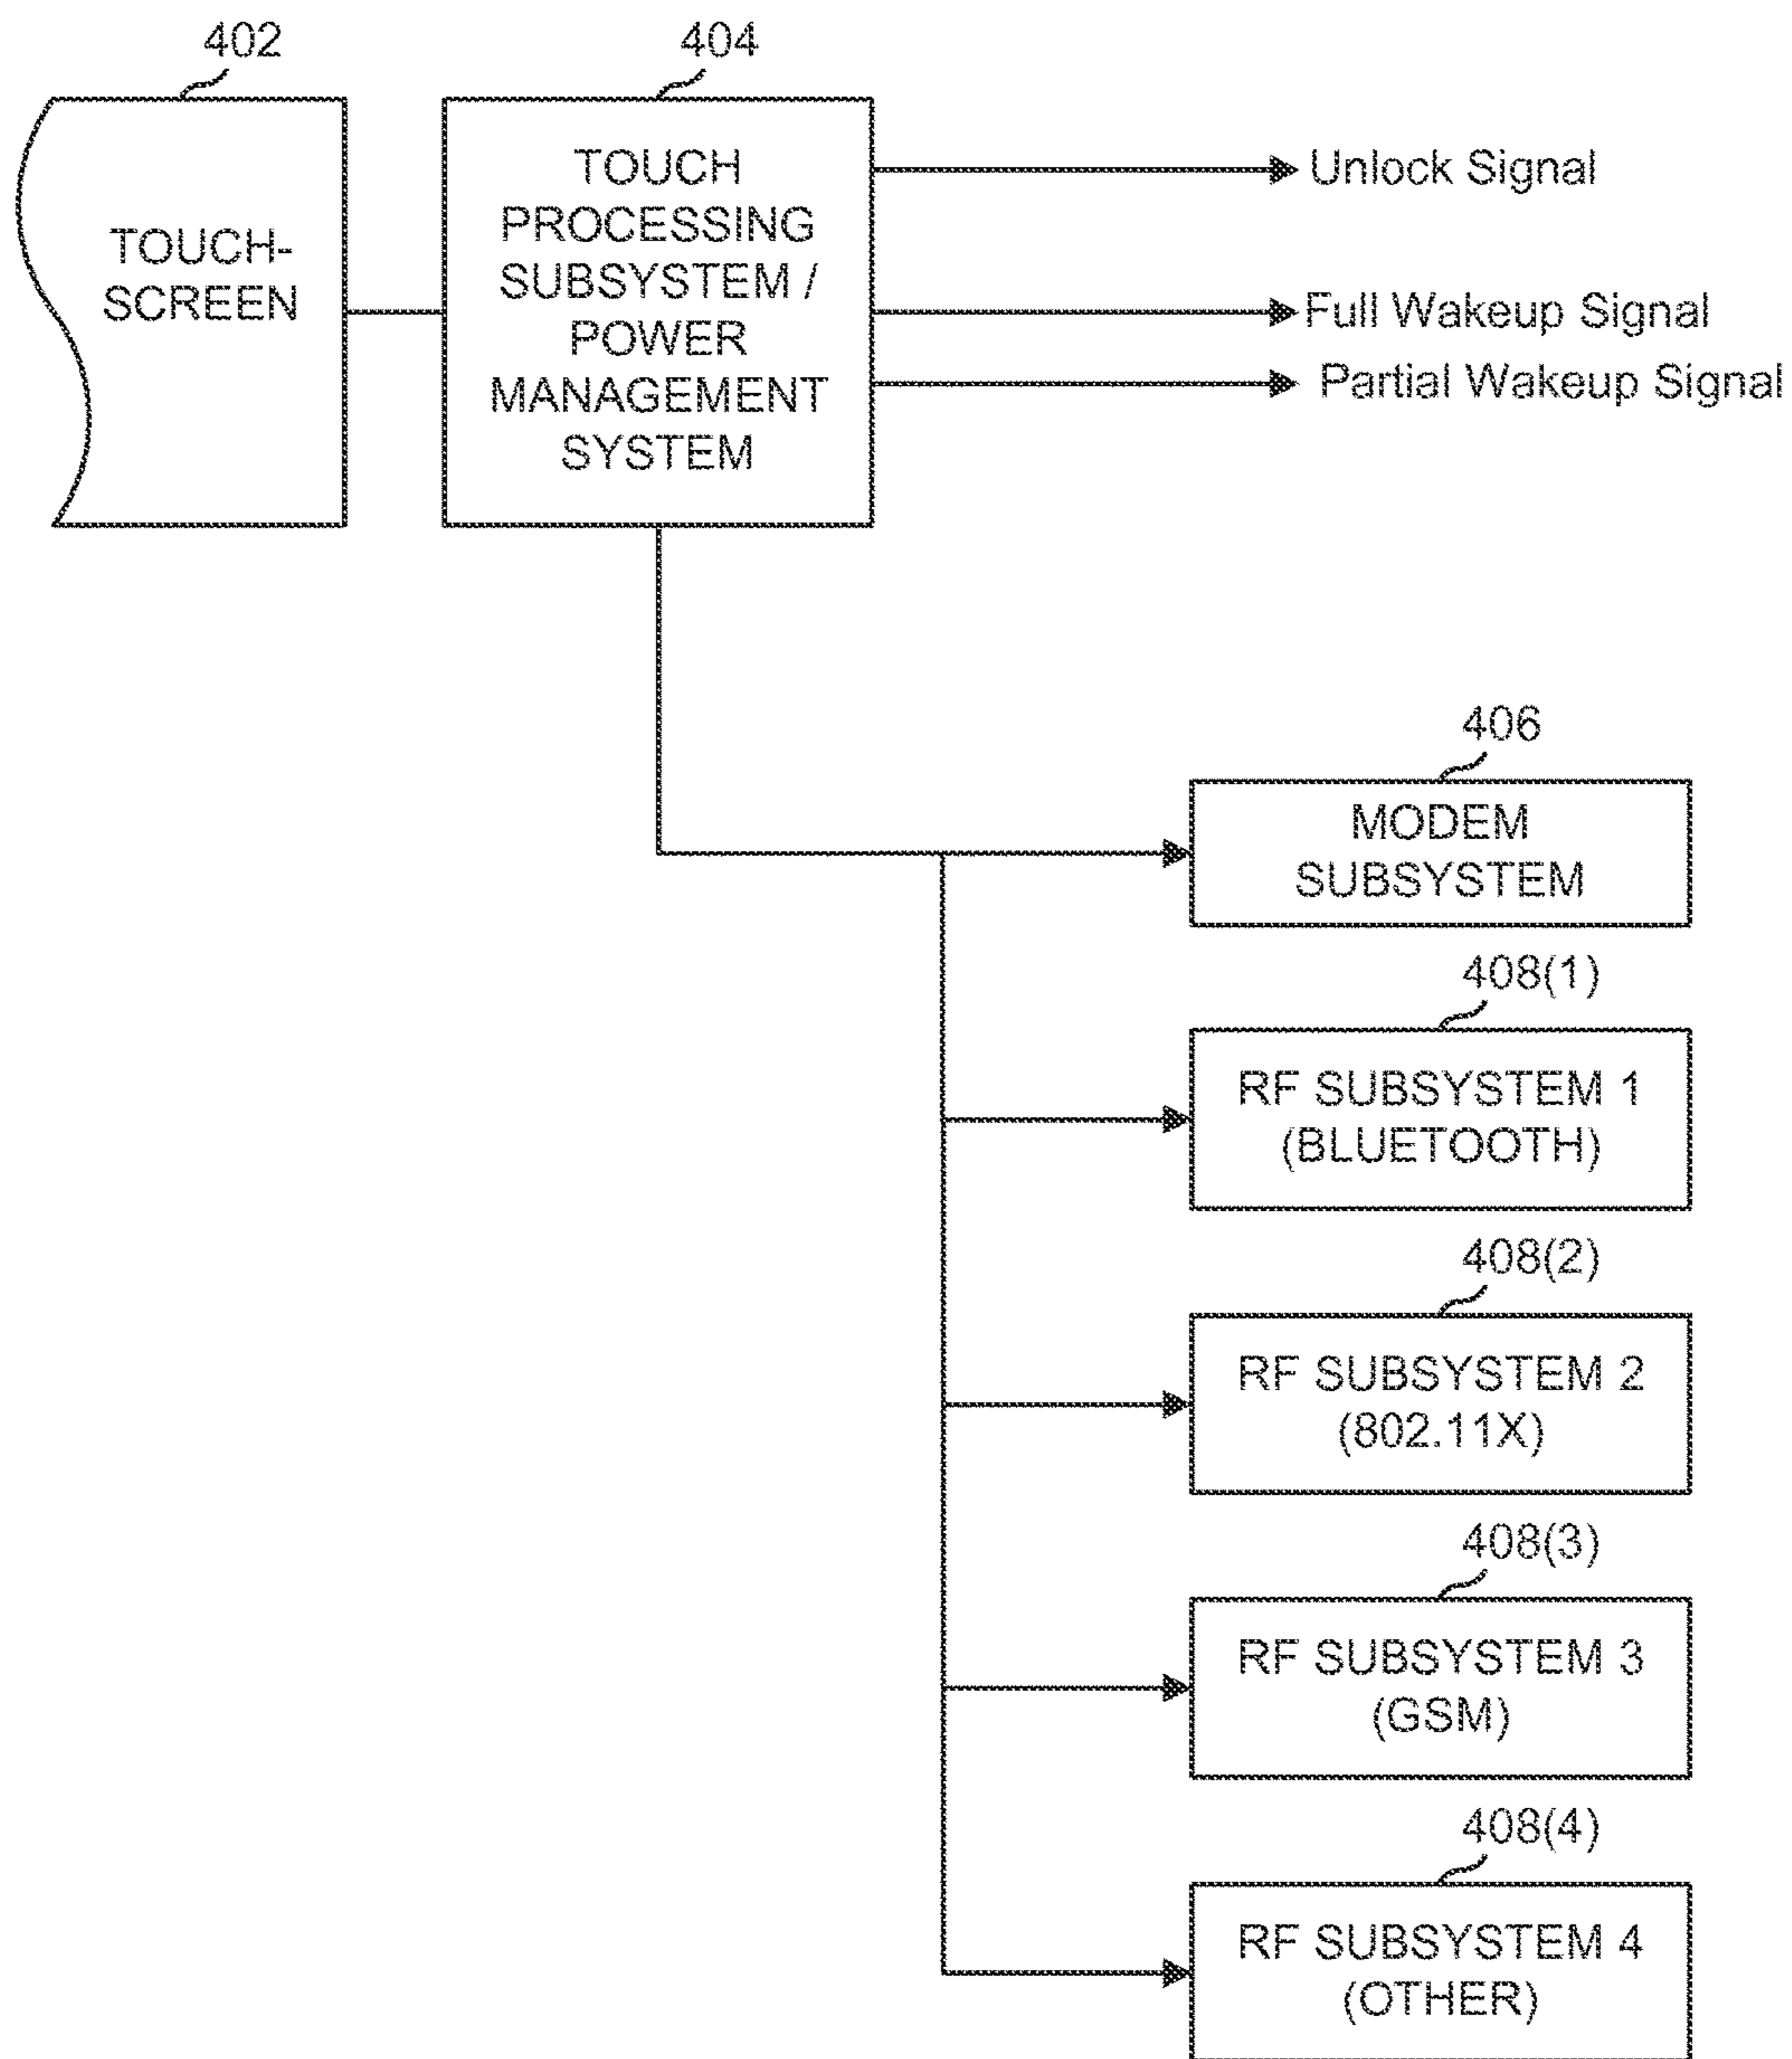 402
404
TOUCH-
SCREEN
TOUCH
PROCESSING
SUBSYSTEM /
POWER
MANAGEMENT
SYSTEM
Unlock Signal
Full Wakeup Signal
Partial Wakeup Signal
406
MODEM
SUBSYSTEM
408(1)
RF SUBSYSTEM 1
(BLUETOOTH)
408(2)
RF SUBSYSTEM 2
(802.11X)
408(3)
RF SUBSYSTEM 3
(GSM)
408(4)
RF SUBSYSTEM 4
(OTHER)